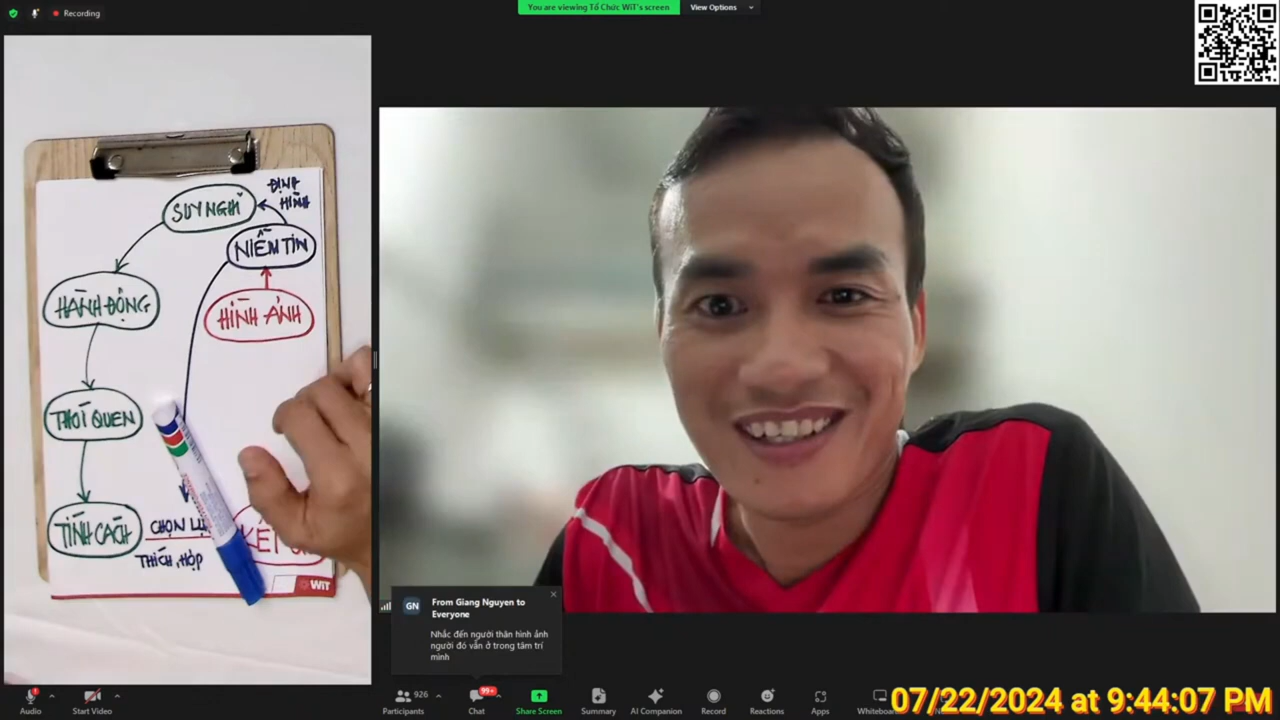 Recording
You are viewing Tổ Chức WiT's screen
View Options
ĐỊNH
HÌNH
SUY NGHĨ
NIỀM TIN
HÌNH ẢNH
HÀNH ĐỘNG
THÓI QUEN
TÍNH CÁCH
CHỌN
THÍCH HỢP
KẾT
WiT
GN
From Giang Nguyen to
Everyone
Nhắc đến người thân hình ảnh
người đó vẫn ở trong tâm trí
mình
Audio
Start Video
926
Participants
99+
Chat
Share Screen
Summary
AI Companion
Record
Reactions
Apps
07/22/2024 at 9:44:07 PM